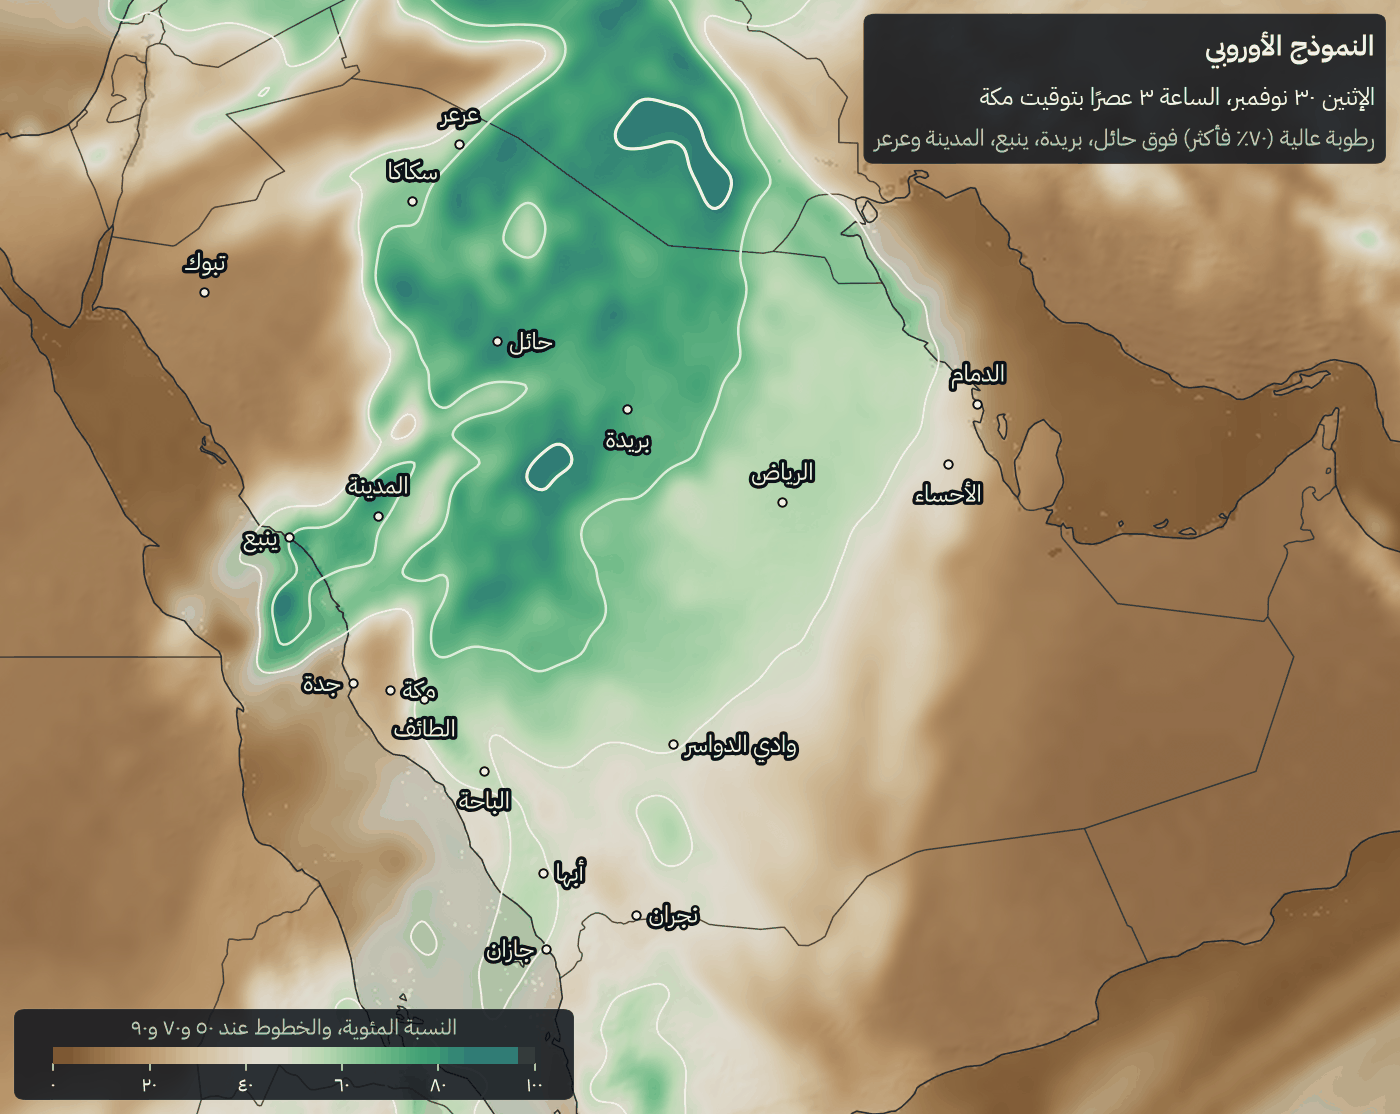 النموذج الأوروبي
الإثنين ٣٠ نوفمبر، الساعة ٣ عصرًا بتوقيت مكة
رطوبة عالية (٧٠٪ فأكثر) فوق حائل، بريدة، ينبع، المدينة وعرعر
عرعر
سكاكا
تبوك
حائل
الدمام
بريدة
الرياض
المدينة
الأحساء
ينبع
جدة
مكة
الطائف
وادي الدواسر
الباحة
أبها
نجران
جازان
النسبة المئوية، والخطوط عند ٥٠ و٧٠ و٩٠
٠ ٢٠ ٤٠ ٦٠ ٨٠ ١٠٠